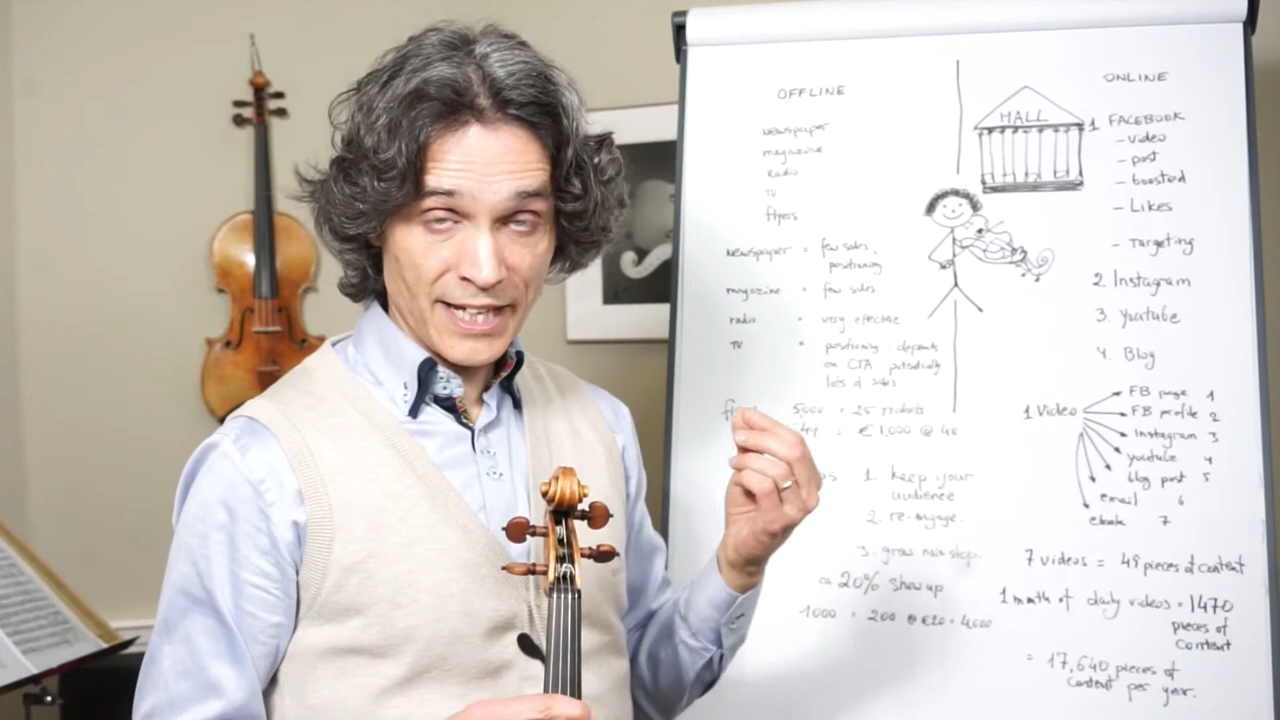 OFFLINE
Newspaper
magazine
Radio
TV
flyers
Newspaper = few sales,
positioning
magazine = few sales
radio = very effective
TV = positioning depends
on CTA potentially
lots of sales
5,000 = 25 tickets
= € 1,000 @ 40
1. keep your
audience
2. re-engage.
3. grow non stop.
ca 20% show up
1000 = 200 @ €20 = 4,000
HALL
ONLINE
1 FACEBOOK
- video
- post
- boosted
- Likes
- Targeting
2. Instagram
3. youtube
4. Blog
1 Video
FB page 1
FB profile 2
Instagram 3
youtube 4
blog post 5
email 6
ebook 7
7 videos = 49 pieces of content
1 month of daily videos = 1470
pieces of
content
= 17,640 pieces of
content per year.